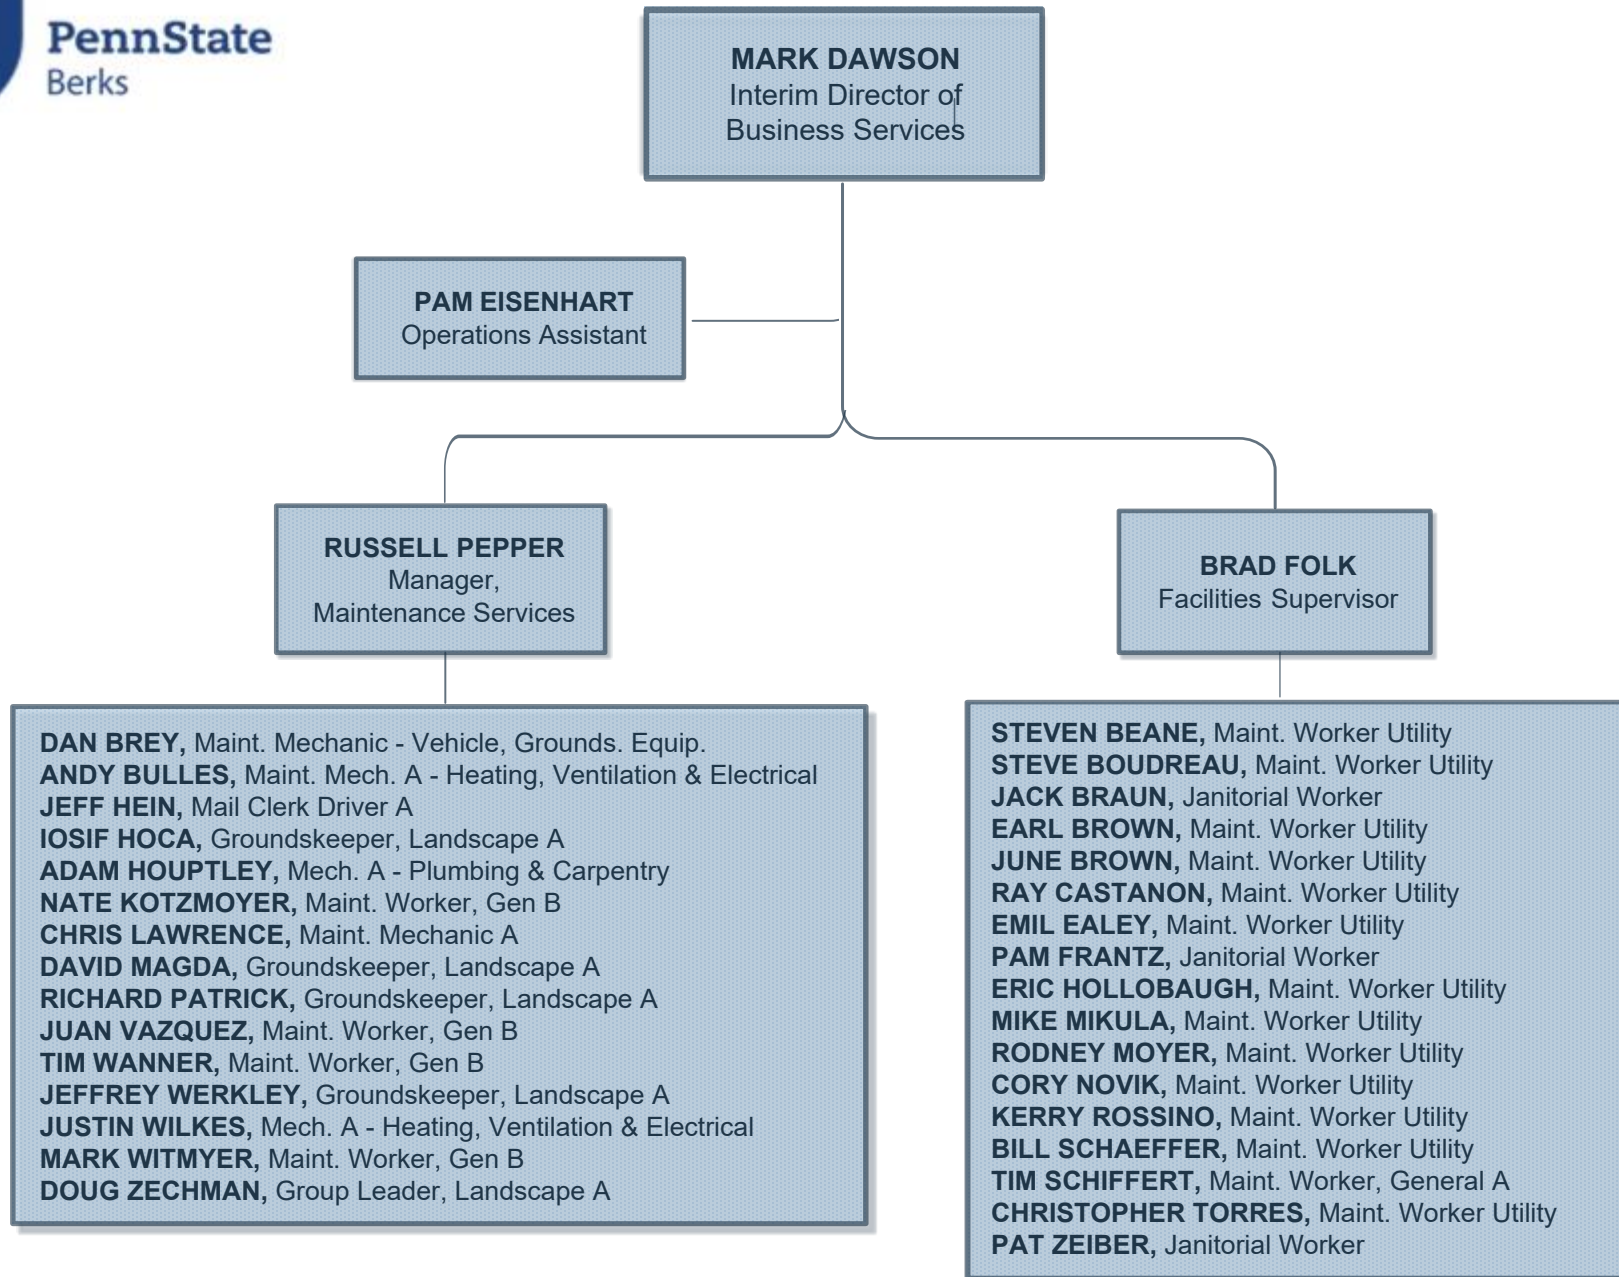 PennState
Berks
MARK DAWSON
Interim Director of
Business Services
PAM EISENHART
Operations Assistant
RUSSELL PEPPER
Manager,
Maintenance Services
BRAD FOLK
Facilities Supervisor
DAN BREY, Maint. Mechanic - Vehicle, Grounds. Equip.
ANDY BULLES, Maint. Mech. A - Heating, Ventilation & Electrical
JEFF HEIN, Mail Clerk Driver A
IOSIF HOCA, Groundskeeper, Landscape A
ADAM HOUPTLEY, Mech. A - Plumbing & Carpentry
NATE KOTZMOYER, Maint. Worker, Gen B
CHRIS LAWRENCE, Maint. Mechanic A
DAVID MAGDA, Groundskeeper, Landscape A
RICHARD PATRICK, Groundskeeper, Landscape A
JUAN VAZQUEZ, Maint. Worker, Gen B
TIM WANNER, Maint. Worker, Gen B
JEFFREY WERKLEY, Groundskeeper, Landscape A
JUSTIN WILKES, Mech. A - Heating, Ventilation & Electrical
MARK WITMYER, Maint. Worker, Gen B
DOUG ZECHMAN, Group Leader, Landscape A
STEVEN BEANE, Maint. Worker Utility
STEVE BOUDREAU, Maint. Worker Utility
JACK BRAUN, Janitorial Worker
EARL BROWN, Maint. Worker Utility
JUNE BROWN, Maint. Worker Utility
RAY CASTANON, Maint. Worker Utility
EMIL EALEY, Maint. Worker Utility
PAM FRANTZ, Janitorial Worker
ERIC HOLLOBAUGH, Maint. Worker Utility
MIKE MIKULA, Maint. Worker Utility
RODNEY MOYER, Maint. Worker Utility
CORY NOVIK, Maint. Worker Utility
KERRY ROSSINO, Maint. Worker Utility
BILL SCHAEFFER, Maint. Worker Utility
TIM SCHIFFERT, Maint. Worker, General A
CHRISTOPHER TORRES, Maint. Worker Utility
PAT ZEIBER, Janitorial Worker